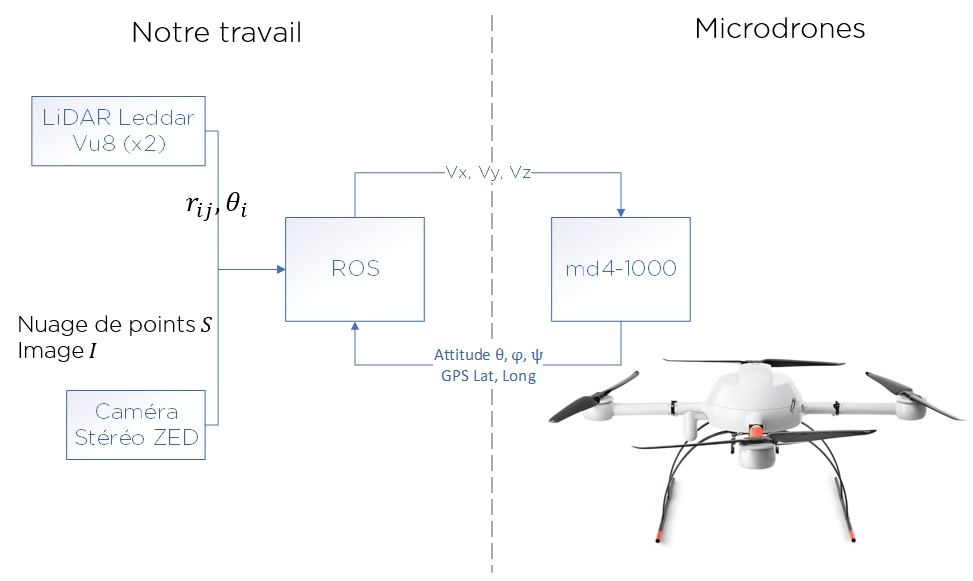 Notre travail
Microdrones
LiDAR Leddar
Vu8 (x2)
Vx, Vy, Vz
r_{ij}, θ_i
ROS
md4-1000
Nuage de points S
Image I
Attitude θ, φ, ψ
GPS Lat, Long
Caméra
Stéréo ZED